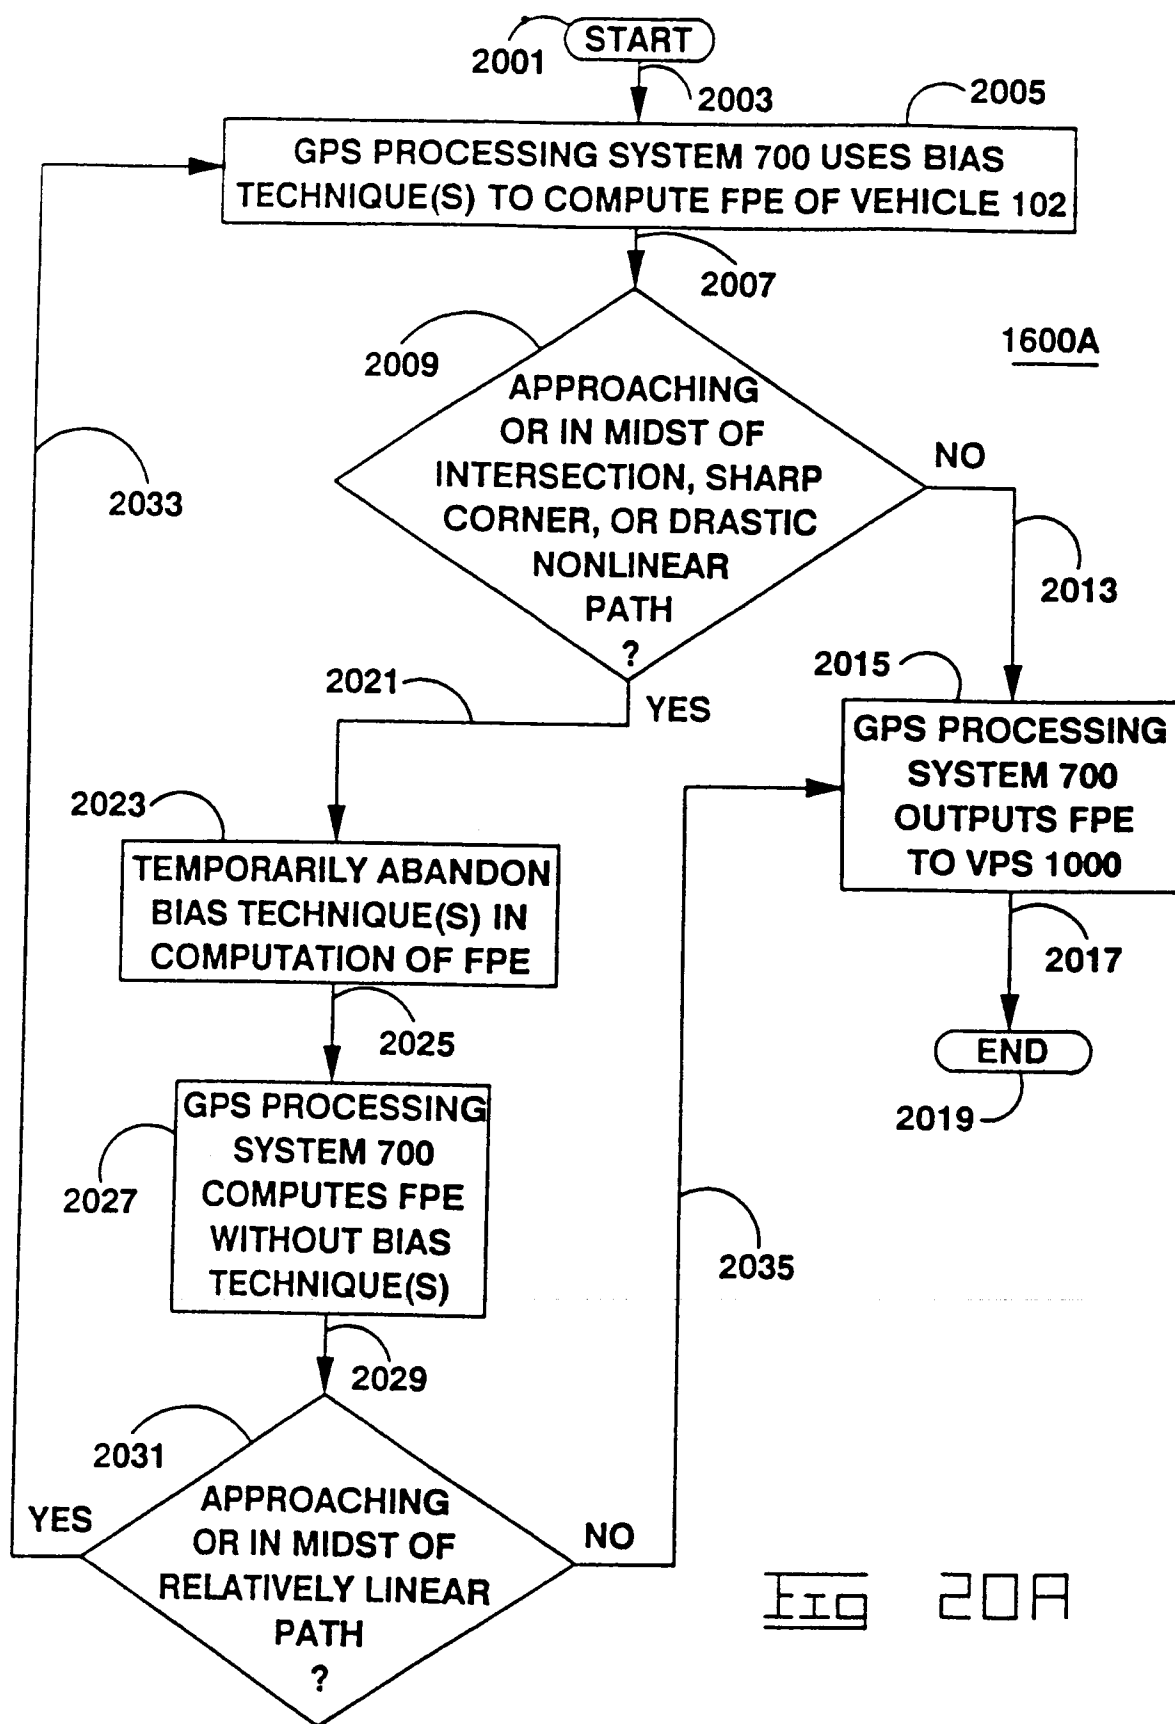 START
2001
2003
2005
GPS PROCESSING SYSTEM 700 USES BIAS
TECHNIQUE(S) TO COMPUTE FPE OF VEHICLE 102
2007
1600A
2009
APPROACHING
OR IN MIDST OF
INTERSECTION, SHARP
CORNER, OR DRASTIC
NONLINEAR
PATH
?
NO
2033
2013
2021
YES
2015
GPS PROCESSING
SYSTEM 700
OUTPUTS FPE
TO VPS 1000
2023
TEMPORARILY ABANDON
BIAS TECHNIQUE(S) IN
COMPUTATION OF FPE
2017
2025
END
2019
GPS PROCESSING
SYSTEM 700
COMPUTES FPE
WITHOUT BIAS
TECHNIQUE(S)
2027
2035
2029
2031
APPROACHING
OR IN MIDST OF
RELATIVELY LINEAR
PATH
?
YES
NO
Fig 20A